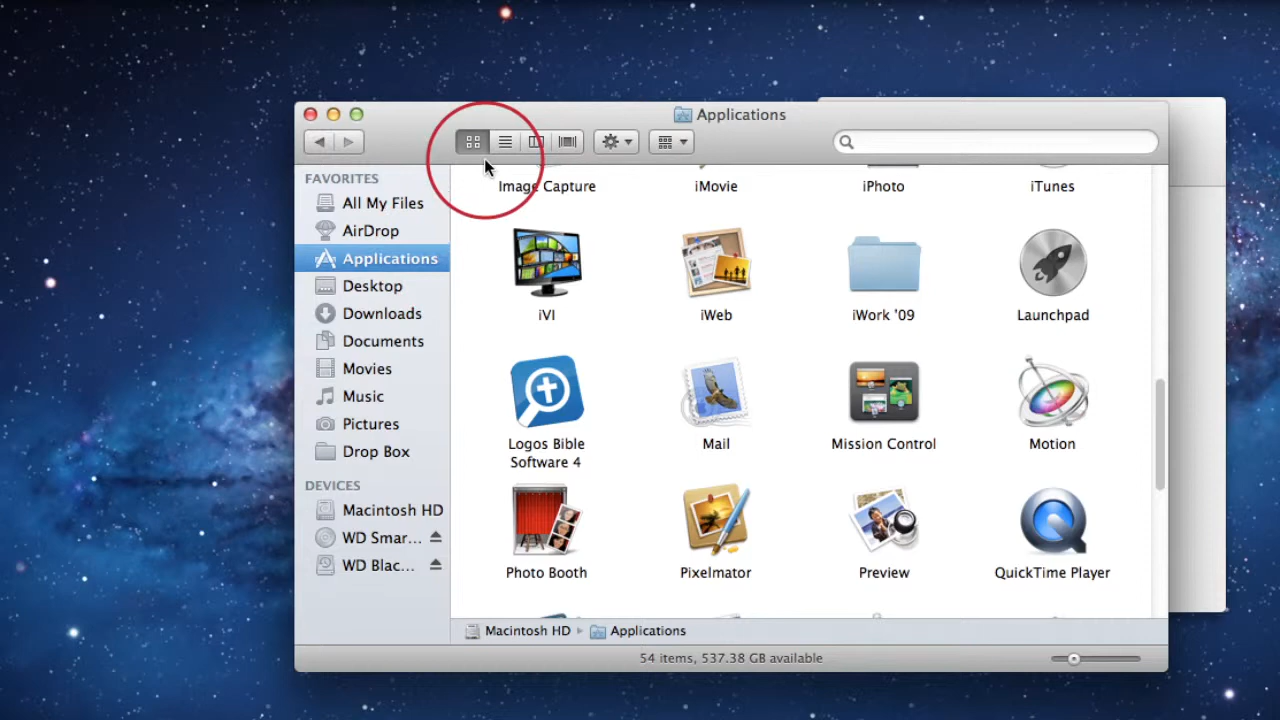 Applications
FAVORITES
All My Files
AirDrop
Applications
Desktop
Downloads
Documents
Movies
Music
Pictures
Drop Box
DEVICES
Macintosh HD
WD Smar...
WD Blac...
Image Capture
iMovie
iPhoto
iTunes
iVI
iWeb
iWork '09
Launchpad
Logos Bible
Software 4
Mail
Mission Control
Motion
Photo Booth
Pixelmator
Preview
QuickTime Player
Macintosh HD
Applications
54 items, 537.38 GB available